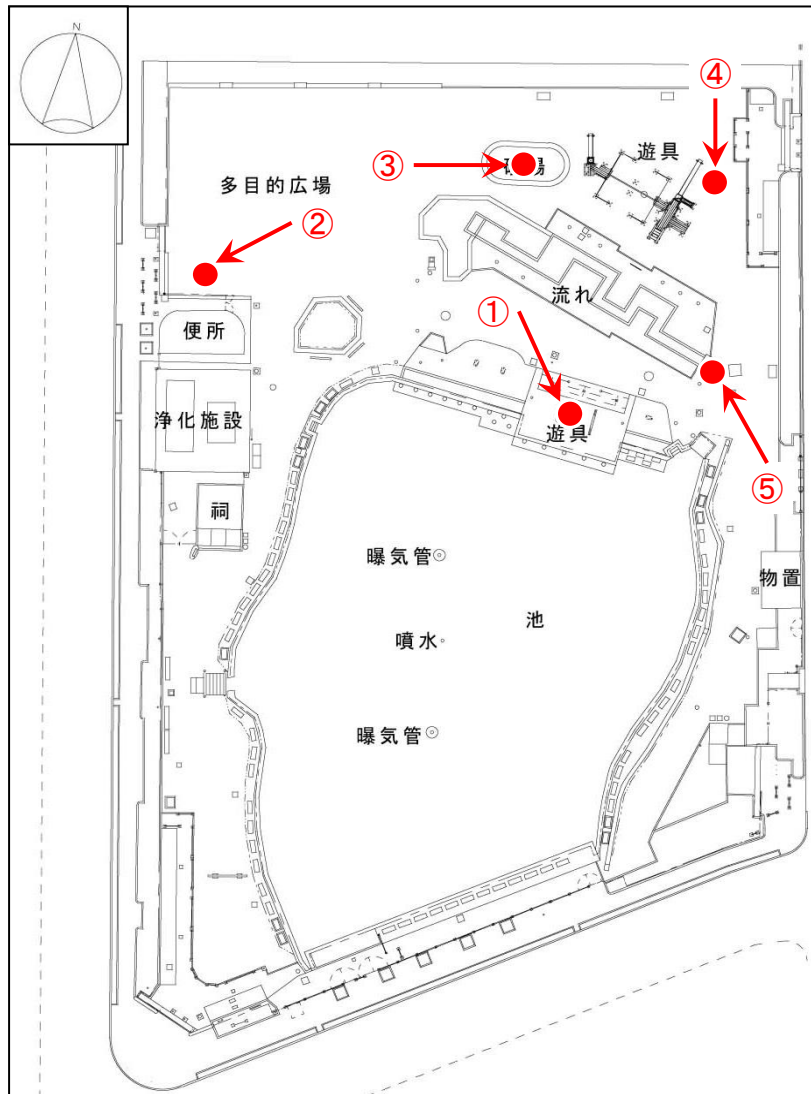 N
④
③
遊具
多目的広場
②
流れ
①
便所
遊具
浄化施設
⑤
祠
曝気管
物置
池
噴水
曝気管